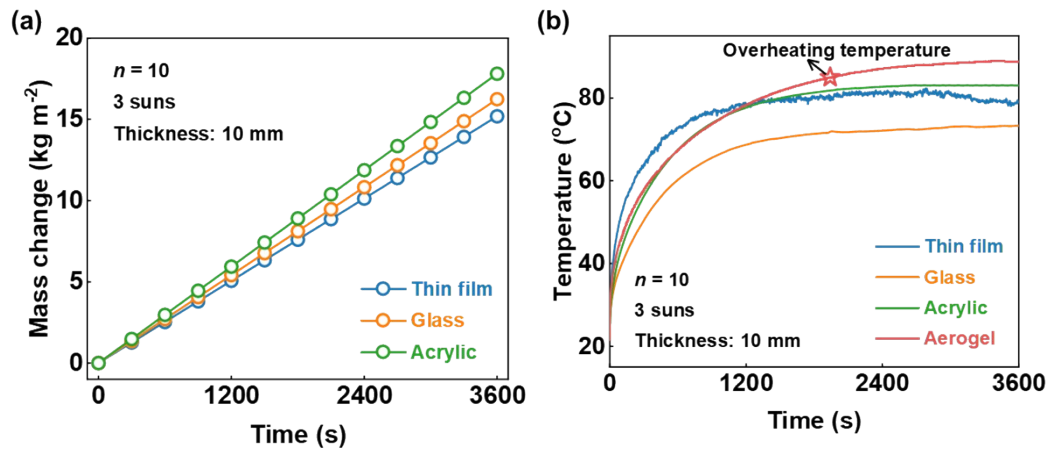 (a)
Mass change (kg m⁻²)
20
15
10
5
0
n = 10
3 suns
Thickness: 10 mm
Thin film
Glass
Acrylic
0 1200 2400 3600
Time (s)
(b)
Temperature (°C)
80
60
40
20
Overheating temperature
n = 10
3 suns
Thickness: 10 mm
Thin film
Glass
Acrylic
Aerogel
0 1200 2400 3600
Time (s)